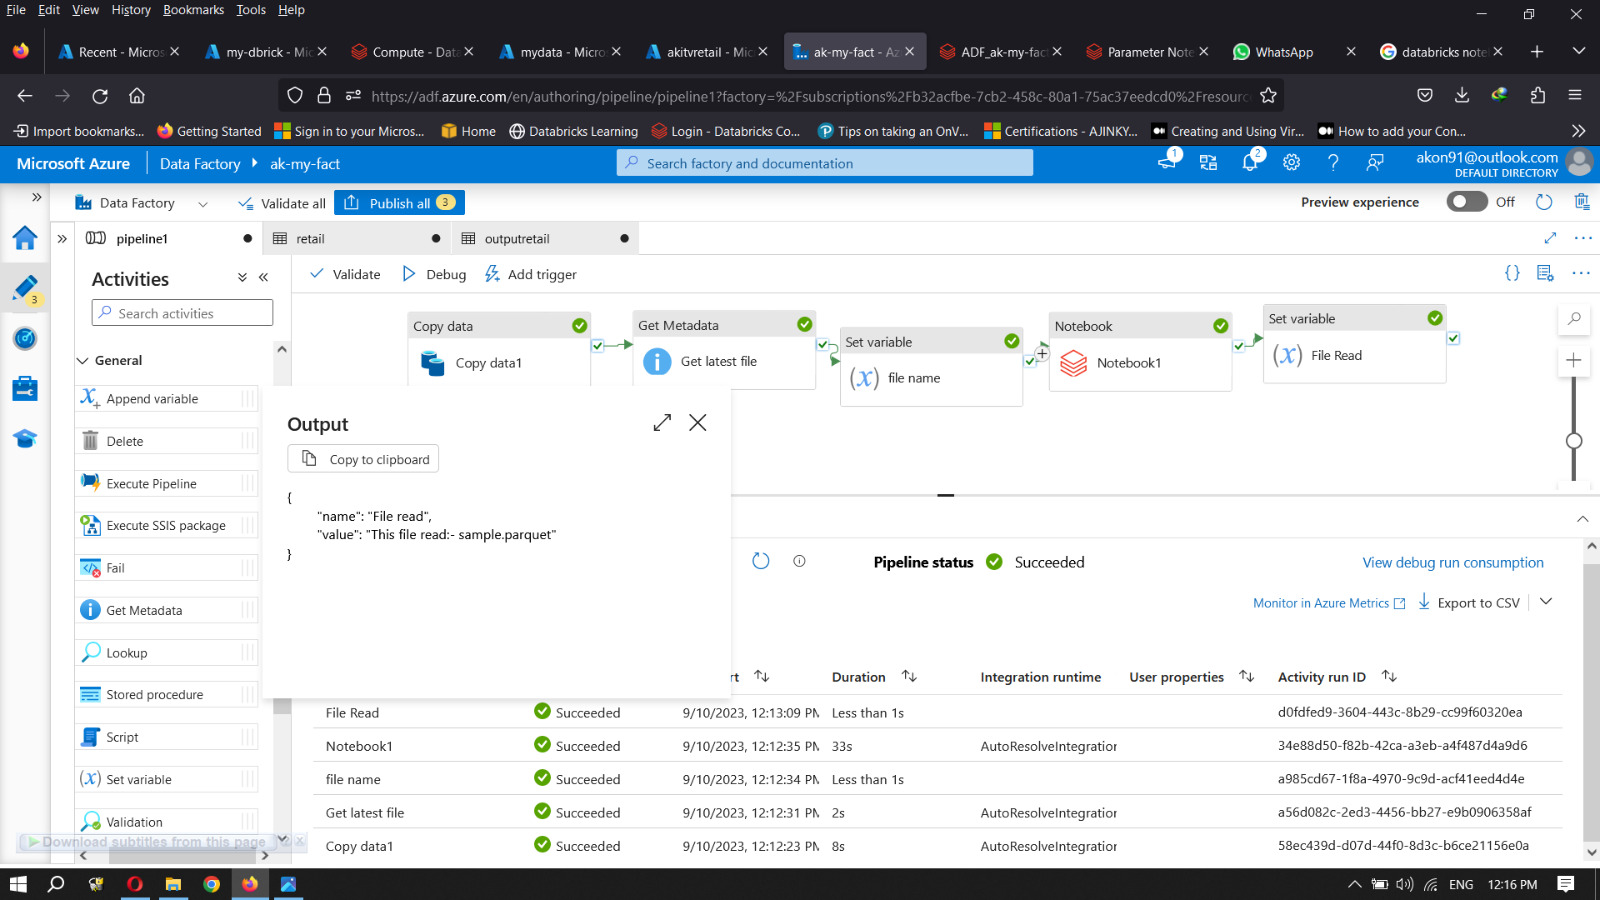 File Edit View History Bookmarks Tools Help
Recent - Micros
my-dbrick - Mic
Compute - Data
mydata - Micro
akitvretail - Mic
ak-my-fact - Az
ADF_ak-my-fac
Parameter Note
WhatsApp
databricks note
https://adf.azure.com/en/authoring/pipeline/pipeline1?factory=%2Fsubscriptions%2Fb32acfbe-7cb2-458c-80a1-75ac37eedcd0%2Fresourc
Import bookmarks...
Getting Started
Sign in to your Micros...
Home
Databricks Learning
Login - Databricks Co...
Tips on taking an OnV...
Certifications - AJINKY...
Creating and Using Vir...
How to add your Con...
Microsoft Azure
Data Factory
ak-my-fact
Search factory and documentation
1
2
akon91@outlook.com
DEFAULT DIRECTORY
Data Factory
Validate all
Publish all 3
Preview experience
Off
pipeline1
retail
outputretail
3
Activities
Search activities
General
Append variable
Delete
Execute Pipeline
Execute SSIS package
Fail
Get Metadata
Lookup
Stored procedure
Script
Set variable
Validation
Download subtitles from this page
Validate
Debug
Add trigger
Copy data
Copy data1
Get Metadata
Get latest file
Set variable
file name
Notebook
Notebook1
Set variable
File Read
Output
Copy to clipboard
{
"name": "File read",
"value": "This file read:- sample.parquet"
}
Pipeline status Succeeded
View debug run consumption
Monitor in Azure Metrics
Export to CSV
rt Duration Integration runtime User properties Activity run ID
File Read Succeeded 9/10/2023, 12:13:09 PM Less than 1s d0fdfed9-3604-443c-8b29-cc99f60320ea
Notebook1 Succeeded 9/10/2023, 12:12:35 PM 33s AutoResolveIntegration 34e88d50-f82b-42ca-a3eb-a4f487d4a9d6
file name Succeeded 9/10/2023, 12:12:34 PM Less than 1s a985cd67-1f8a-4970-9c9d-acf41eed4d4e
Get latest file Succeeded 9/10/2023, 12:12:31 PM 2s AutoResolveIntegration a56d082c-2ed3-4456-bb27-e9b0906358af
Copy data1 Succeeded 9/10/2023, 12:12:23 PM 8s AutoResolveIntegration 58ec439d-d07d-44f0-8d3c-b6ce21156e0a
ENG 12:16 PM